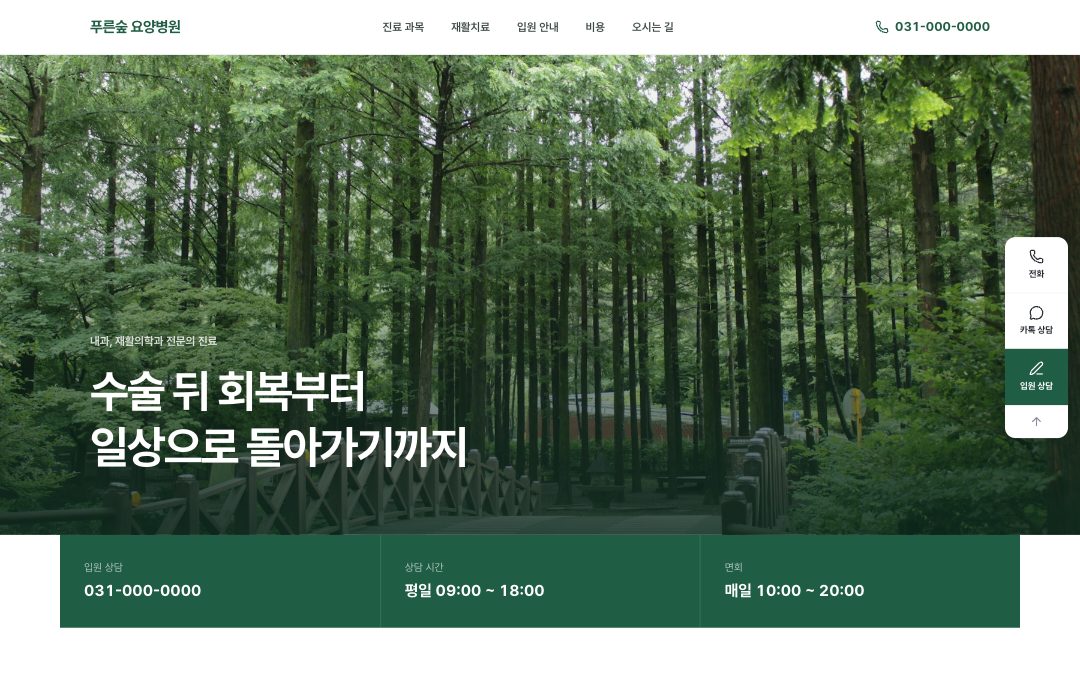 푸른숲 요양병원
진료 과목
재활치료
입원 안내
비용
오시는 길
031-000-0000
내과, 재활의학과 전문의 진료
수술 뒤 회복부터
일상으로 돌아가기까지
전화
카톡 상담
입원 상담
입원 상담
031-000-0000
상담 시간
평일 09:00 ~ 18:00
면회
매일 10:00 ~ 20:00